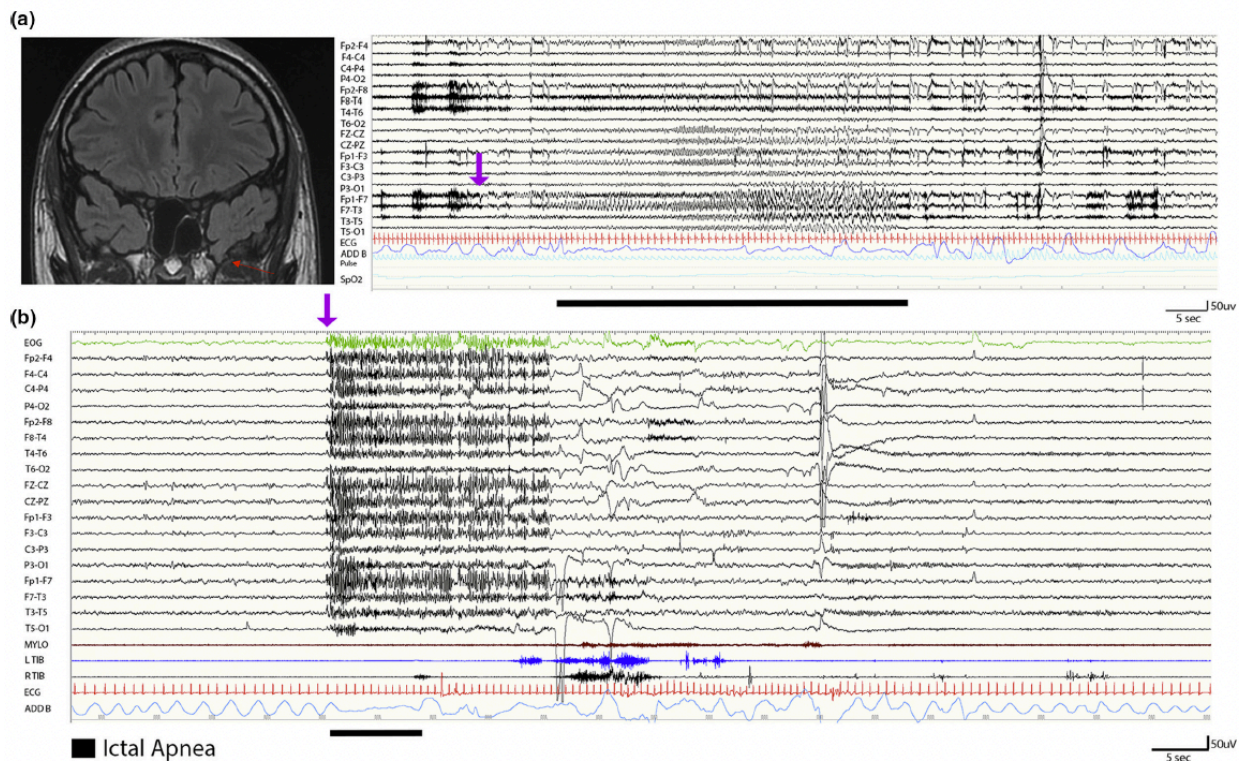 (a)
Fp2-F4
F4-C4
C4-P4
P4-O2
Fp2-F8
F8-T4
T4-T6
T6-O2
FZ-CZ
CZ-PZ
Fp1-F3
F3-C3
C3-P3
P3-O1
Fp1-F7
F7-T3
T3-T5
T5-O1
ECG
ADD B
Pulse
SpO2
50uv
5 sec
(b)
EOG
Fp2-F4
F4-C4
C4-P4
P4-O2
Fp2-F8
F8-T4
T4-T6
T6-O2
FZ-CZ
CZ-PZ
Fp1-F3
F3-C3
C3-P3
P3-O1
Fp1-F7
F7-T3
T3-T5
T5-O1
MYLO
L TIB
R TIB
ECG
ADD B
Ictal Apnea
50uV
5 sec